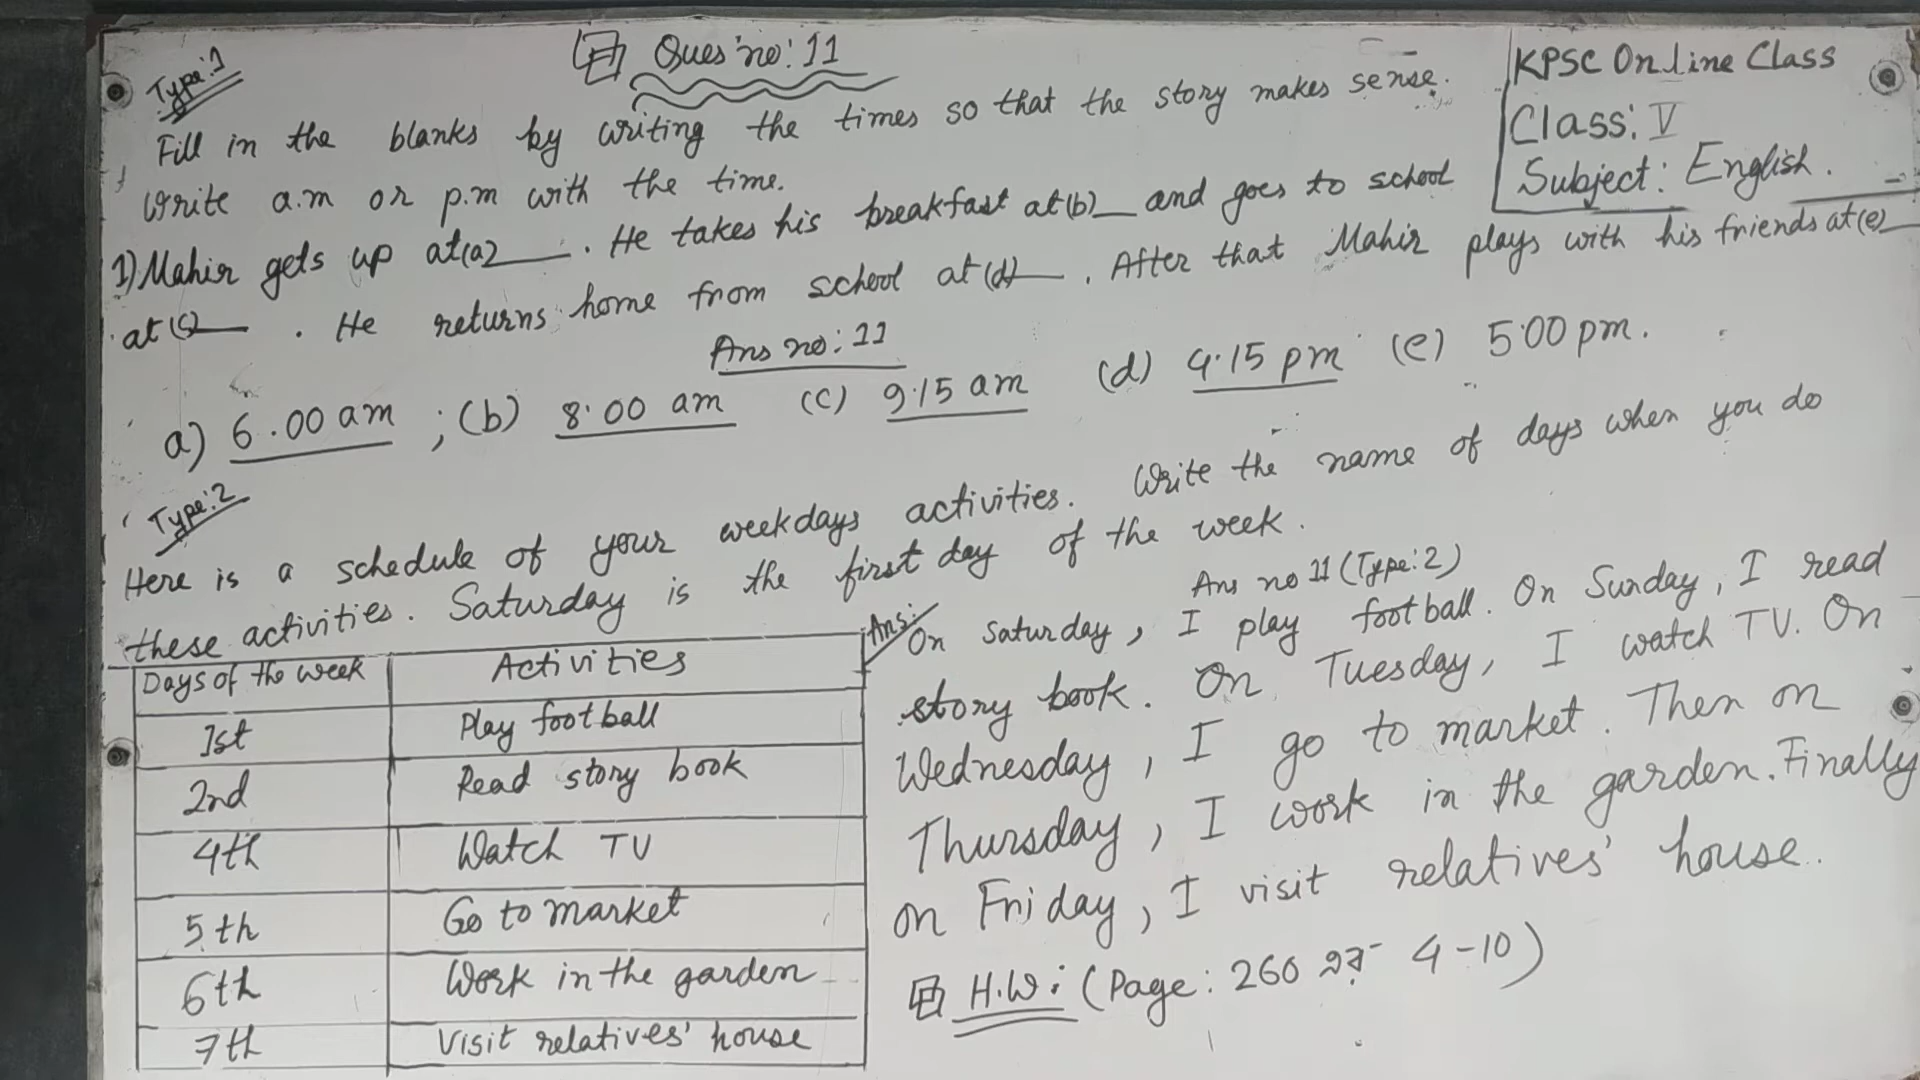 Type:1
Ques no: 11
KPSC Online Class
Class: V
Subject: English.
Fill in the blanks by writing the times so that the story makes sense.
Write a.m or p.m with the time.
1) Mahir gets up at (a) ___ . He takes his breakfast at (b) __ and goes to school
at (c) ___ . He returns home from school at (d) ___ . After that Mahir plays with his friends at (e) __
Ans no: 11
a) 6.00 am ; (b) 8:00 am (c) 9:15 am (d) 4:15 pm (e) 5:00 pm.
Type:2
Here is a schedule of your weekdays activities. Write the name of days when you do
these activities. Saturday is the first day of the week.
Ans no 11 (Type:2)
Days of the week Activities
1st Play football
2nd Read story book
4th Watch TV
5th Go to market
6th Work in the garden
7th Visit relatives' house
Ans: On Saturday, I play football. On Sunday, I read
story book. On Tuesday, I watch TV. On
Wednesday, I go to market. Then on
Thursday, I work in the garden. Finally
on Friday, I visit relatives' house.
H.W: (Page: 260 4-10)